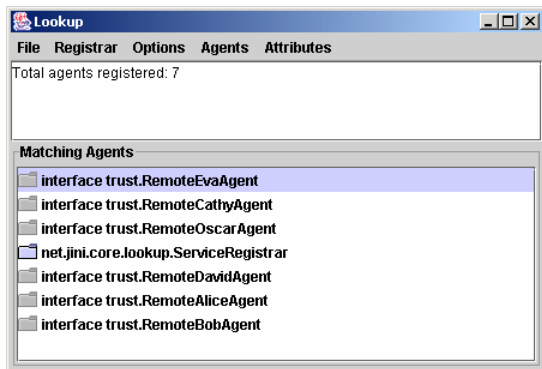 Lookup
File Registrar Options Agents Attributes
Total agents registered: 7
Matching Agents
interface trust.RemoteEvaAgent
interface trust.RemoteCathyAgent
interface trust.RemoteOscarAgent
net.jini.core.lookup.ServiceRegistrar
interface trust.RemoteDavidAgent
interface trust.RemoteAliceAgent
interface trust.RemoteBobAgent